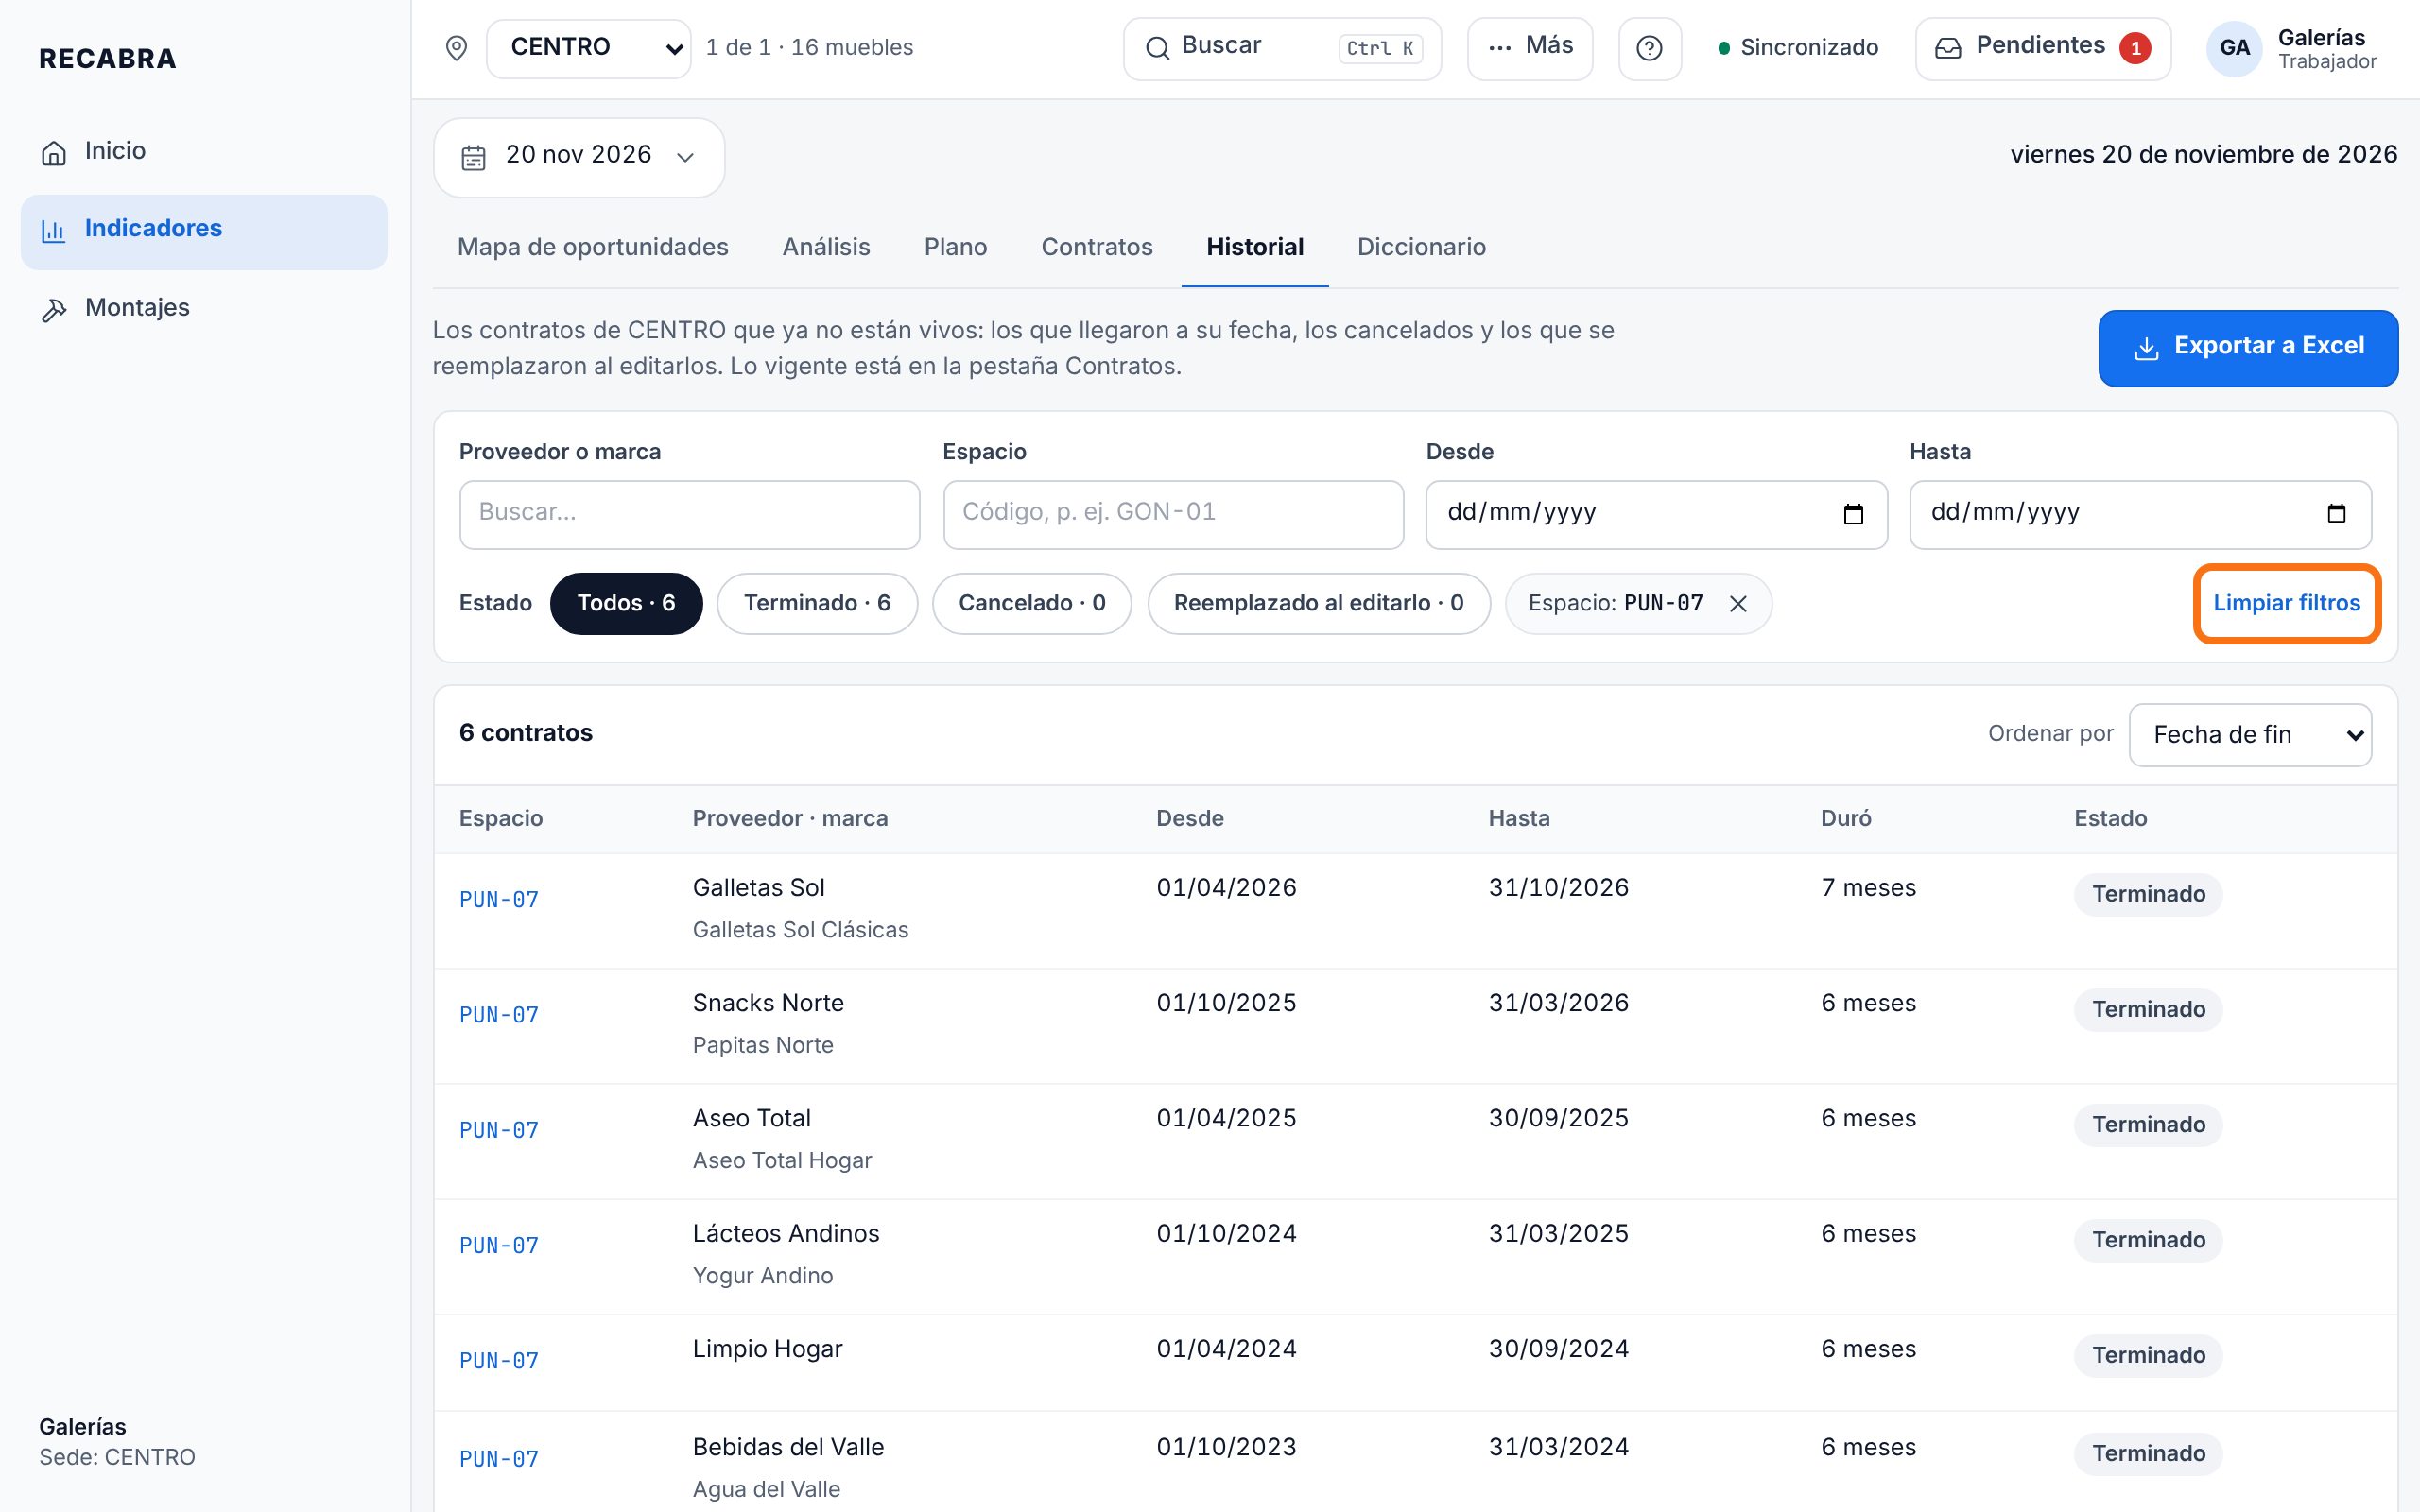 RECABRA
CENTRO
1 de 1 · 16 muebles
Buscar
Ctrl K
Más
Sincronizado
Pendientes
1
GA
Galerías
Trabajador
Inicio
Indicadores
Montajes
20 nov 2026
viernes 20 de noviembre de 2026
Mapa de oportunidades
Análisis
Plano
Contratos
Historial
Diccionario
Los contratos de CENTRO que ya no están vivos: los que llegaron a su fecha, los cancelados y los que se
reemplazaron al editarlos. Lo vigente está en la pestaña Contratos.
Exportar a Excel
Proveedor o marca
Espacio
Desde
Hasta
Buscar...
Código, p. ej. GON-01
dd/mm/yyyy
dd/mm/yyyy
Estado
Todos · 6
Terminado · 6
Cancelado · 0
Reemplazado al editarlo · 0
Espacio: PUN-07
Limpiar filtros
6 contratos
Ordenar por
Fecha de fin
Espacio
Proveedor · marca
Desde
Hasta
Duró
Estado
PUN-07
Galletas Sol
Galletas Sol Clásicas
01/04/2026
31/10/2026
7 meses
Terminado
PUN-07
Snacks Norte
Papitas Norte
01/10/2025
31/03/2026
6 meses
Terminado
PUN-07
Aseo Total
Aseo Total Hogar
01/04/2025
30/09/2025
6 meses
Terminado
PUN-07
Lácteos Andinos
Yogur Andino
01/10/2024
31/03/2025
6 meses
Terminado
PUN-07
Limpio Hogar
01/04/2024
30/09/2024
6 meses
Terminado
PUN-07
Bebidas del Valle
Agua del Valle
01/10/2023
31/03/2024
6 meses
Terminado
Galerías
Sede: CENTRO